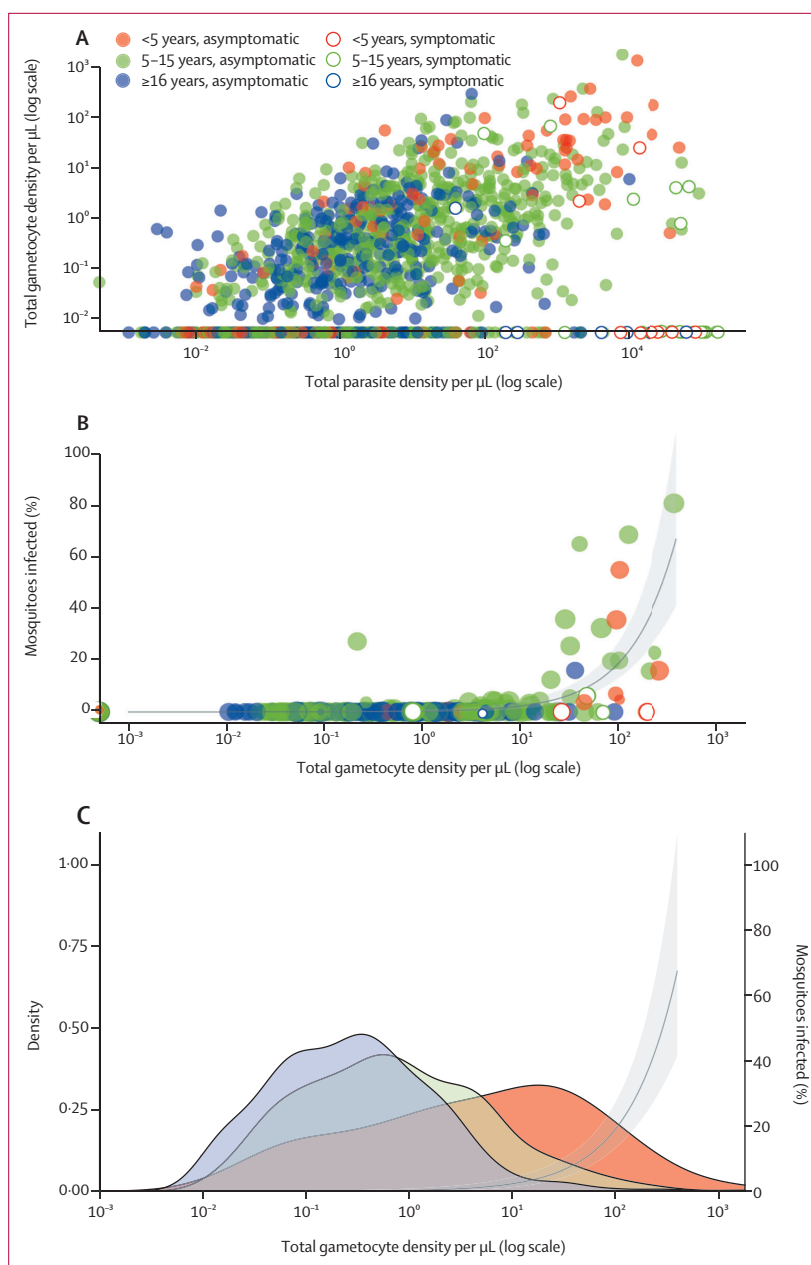 A
<5 years, asymptomatic
5–15 years, asymptomatic
≥16 years, asymptomatic
<5 years, symptomatic
5–15 years, symptomatic
≥16 years, symptomatic
Total gametocyte density per µL (log scale)
10³
10²
10¹
10⁰
10⁻¹
10⁻²
10⁻² 10⁰ 10² 10⁴
Total parasite density per µL (log scale)
B
Mosquitoes infected (%)
100
80
60
40
20
0
10⁻³ 10⁻² 10⁻¹ 10⁰ 10¹ 10² 10³
Total gametocyte density per µL (log scale)
C
Density
1·00
0·75
0·50
0·25
0·00
100
80
60
40
20
0
Mosquitoes infected (%)
10⁻³ 10⁻² 10⁻¹ 10⁰ 10¹ 10² 10³
Total gametocyte density per µL (log scale)